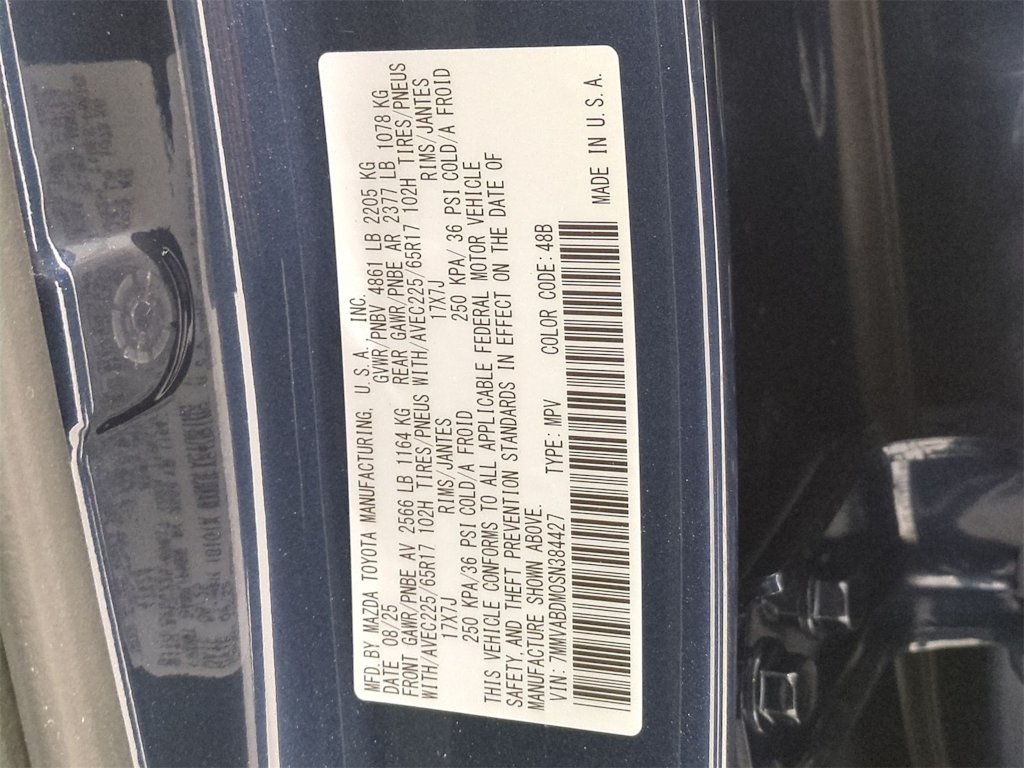 MFD.BY MAZDA TOYOTA MANUFACTURING, U.S.A., INC.
DATE 08/25 GVWR/PNBV 4861 LB 2205 KG
FRONT GAWR/PNBE AV 2566 LB 1164 KG REAR GAWR/PNBE AR 2377 LB 1078 KG
WITH/AVEC225/65R17 102H TIRES/PNEUS WITH/AVEC225/65R17 102H TIRES/PNEUS
17X7J RIMS/JANTES 17X7J RIMS/JANTES
250 KPA/36 PSI COLD/A FROID 250 KPA/36 PSI COLD/A FROID
THIS VEHICLE CONFORMS TO ALL APPLICABLE FEDERAL MOTOR VEHICLE
SAFETY AND THEFT PREVENTION STANDARDS IN EFFECT ON THE DATE OF
MANUFACTURE SHOWN ABOVE.
VIN: 7MMVABDM0SN384427 TYPE: MPV COLOR CODE: 48B
MADE IN U.S.A.